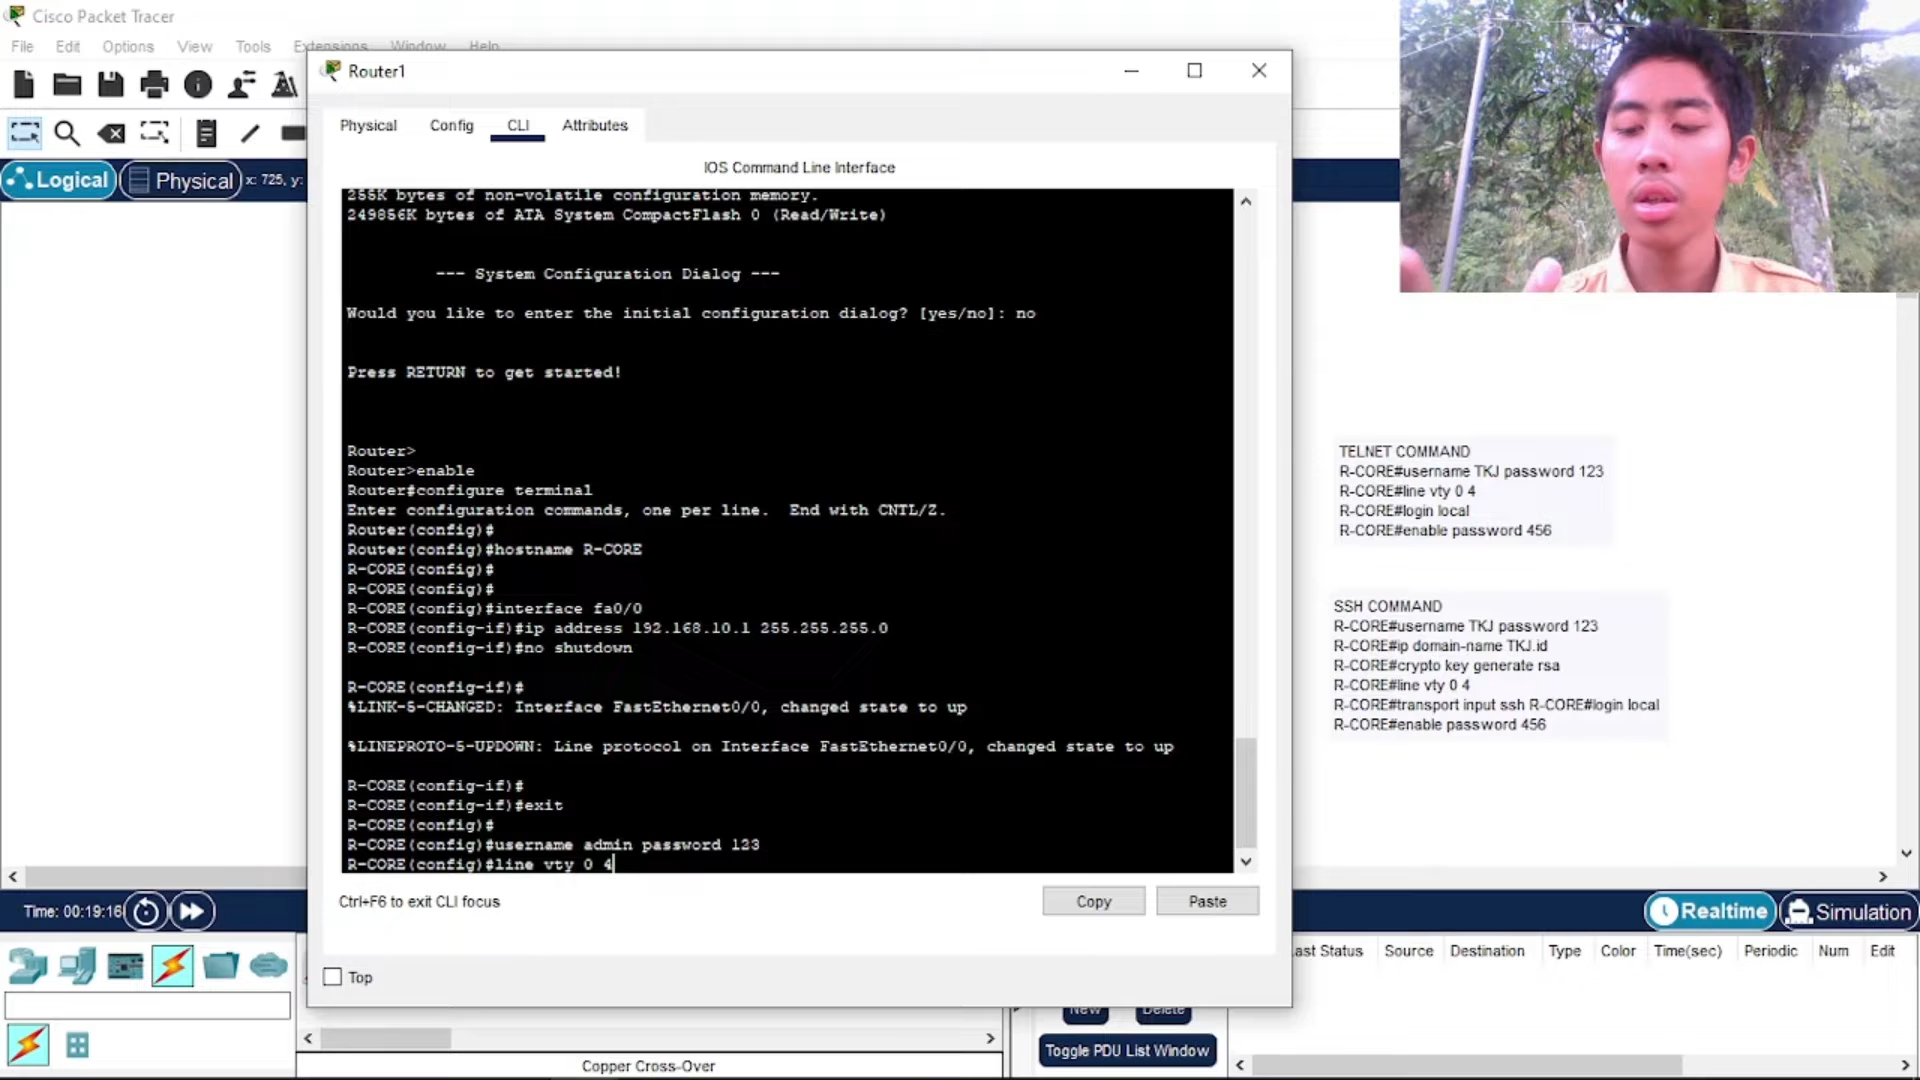 Cisco Packet Tracer
File Edit Options View Tools Extensions Window Help
Router1
Physical Config CLI Attributes
Logical Physical x: 725, y:
IOS Command Line Interface
255K bytes of non-volatile configuration memory.
249856K bytes of ATA System CompactFlash 0 (Read/Write)
--- System Configuration Dialog ---
Would you like to enter the initial configuration dialog? [yes/no]: no
Press RETURN to get started!
Router>
Router>enable
Router#configure terminal
Enter configuration commands, one per line. End with CNTL/Z.
Router(config)#
Router(config)#hostname R-CORE
R-CORE(config)#
R-CORE(config)#
R-CORE(config)#interface fa0/0
R-CORE(config-if)#ip address 192.168.10.1 255.255.255.0
R-CORE(config-if)#no shutdown
R-CORE(config-if)#
%LINK-5-CHANGED: Interface FastEthernet0/0, changed state to up
%LINEPROTO-5-UPDOWN: Line protocol on Interface FastEthernet0/0, changed state to up
R-CORE(config-if)#
R-CORE(config-if)#exit
R-CORE(config)#
R-CORE(config)#username admin password 123
R-CORE(config)#line vty 0 4
Ctrl+F6 to exit CLI focus
Copy Paste
Top
TELNET COMMAND
R-CORE#username TKJ password 123
R-CORE#line vty 0 4
R-CORE#login local
R-CORE#enable password 456
SSH COMMAND
R-CORE#username TKJ password 123
R-CORE#ip domain-name TKJ.id
R-CORE#crypto key generate rsa
R-CORE#line vty 0 4
R-CORE#transport input ssh R-CORE#login local
R-CORE#enable password 456
Time: 00:19:16
Realtime Simulation
Last Status Source Destination Type Color Time(sec) Periodic Num Edit
New Delete
Toggle PDU List Window
Copper Cross-Over